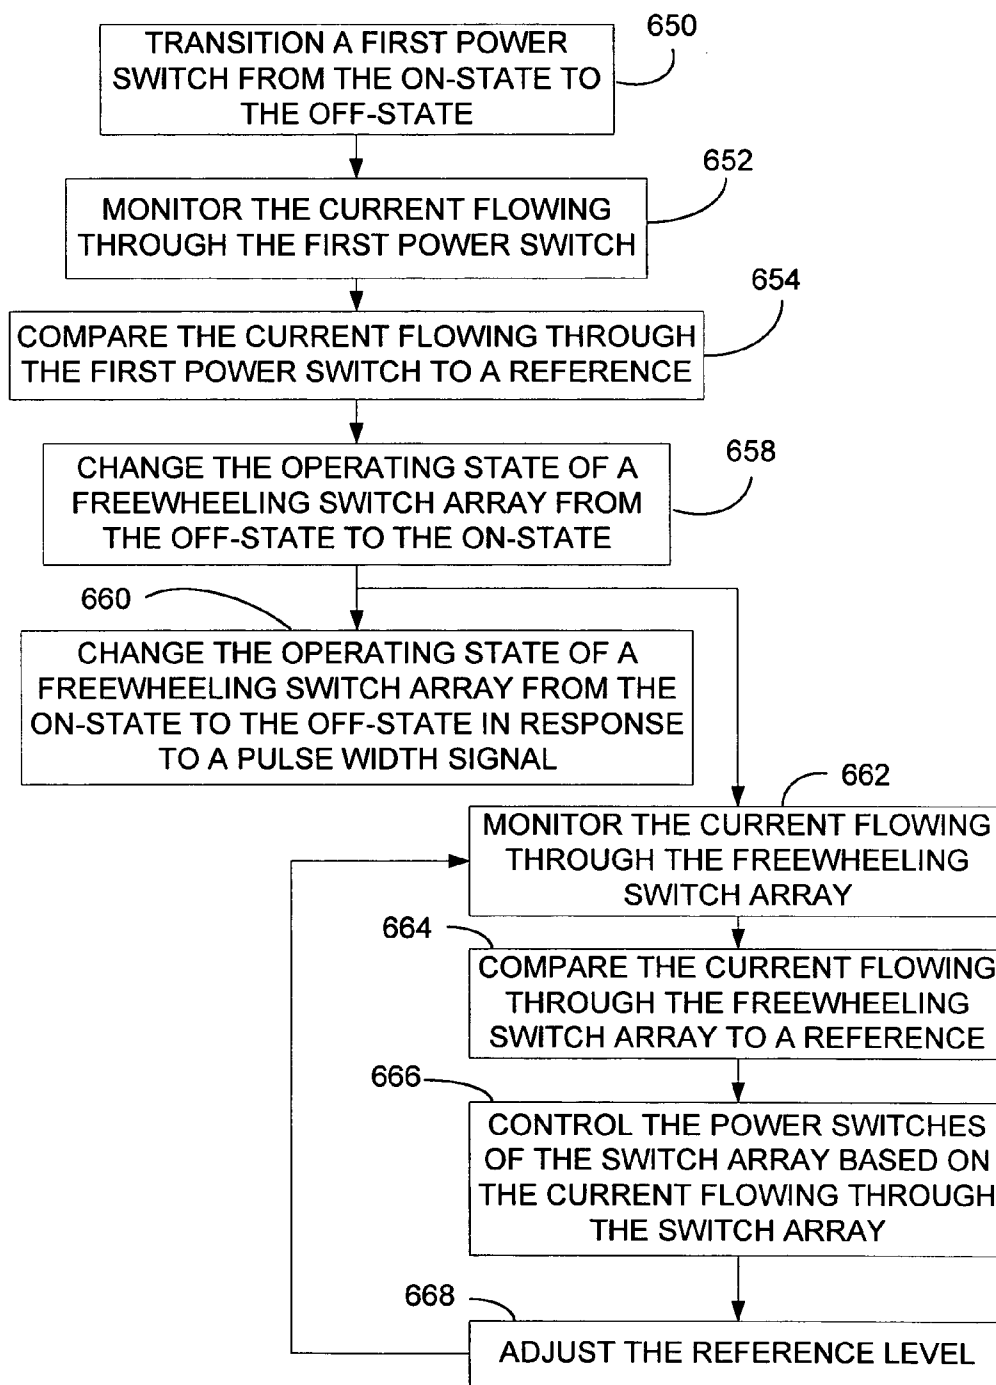 TRANSITION A FIRST POWER
SWITCH FROM THE ON-STATE TO
THE OFF-STATE
650
MONITOR THE CURRENT FLOWING
THROUGH THE FIRST POWER SWITCH
652
COMPARE THE CURRENT FLOWING THROUGH
THE FIRST POWER SWITCH TO A REFERENCE
654
CHANGE THE OPERATING STATE OF A
FREEWHEELING SWITCH ARRAY FROM
THE OFF-STATE TO THE ON-STATE
658
660
CHANGE THE OPERATING STATE OF A
FREEWHEELING SWITCH ARRAY FROM THE
ON-STATE TO THE OFF-STATE IN RESPONSE
TO A PULSE WIDTH SIGNAL
662
MONITOR THE CURRENT FLOWING
THROUGH THE FREEWHEELING
SWITCH ARRAY
664
COMPARE THE CURRENT FLOWING
THROUGH THE FREEWHEELING
SWITCH ARRAY TO A REFERENCE
666
CONTROL THE POWER SWITCHES
OF THE SWITCH ARRAY BASED ON
THE CURRENT FLOWING THROUGH
THE SWITCH ARRAY
668
ADJUST THE REFERENCE LEVEL